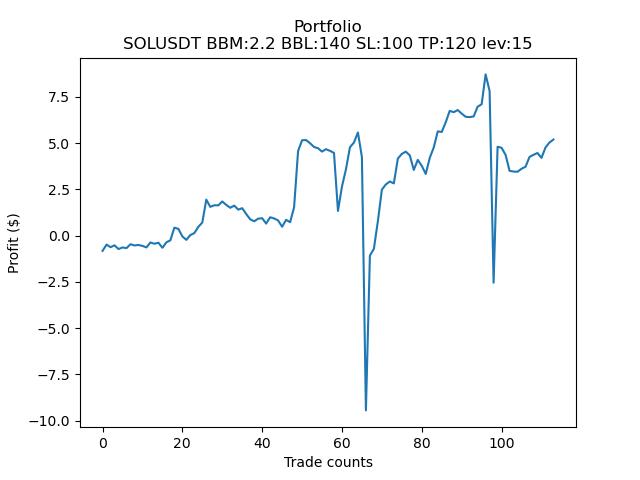 Portfolio
SOLUSDT BBM:2.2 BBL:140 SL:100 TP:120 lev:15
7.5
5.0
2.5
0.0
−2.5
−5.0
−7.5
−10.0
Profit ($)
0 20 40 60 80 100
Trade counts